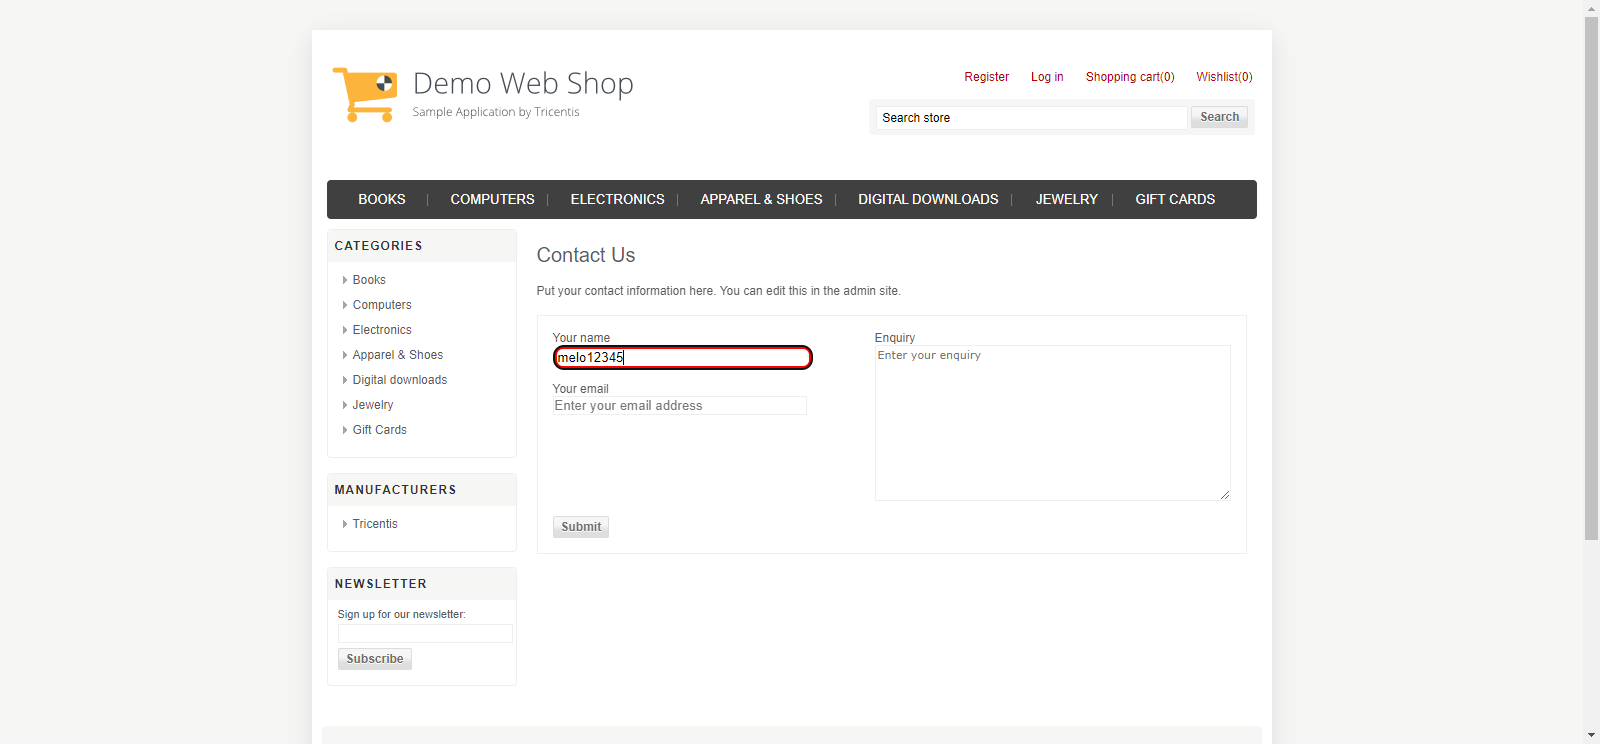 Demo Web Shop
Sample Application by Tricentis
Register Log in Shopping cart(0) Wishlist(0)
Search store Search
BOOKS COMPUTERS ELECTRONICS APPAREL & SHOES DIGITAL DOWNLOADS JEWELRY GIFT CARDS
CATEGORIES
Books
Computers
Electronics
Apparel & Shoes
Digital downloads
Jewelry
Gift Cards
MANUFACTURERS
Tricentis
NEWSLETTER
Sign up for our newsletter:
Subscribe
Contact Us
Put your contact information here. You can edit this in the admin site.
Your name
melo12345
Your email
Enter your email address
Enquiry
Enter your enquiry
Submit